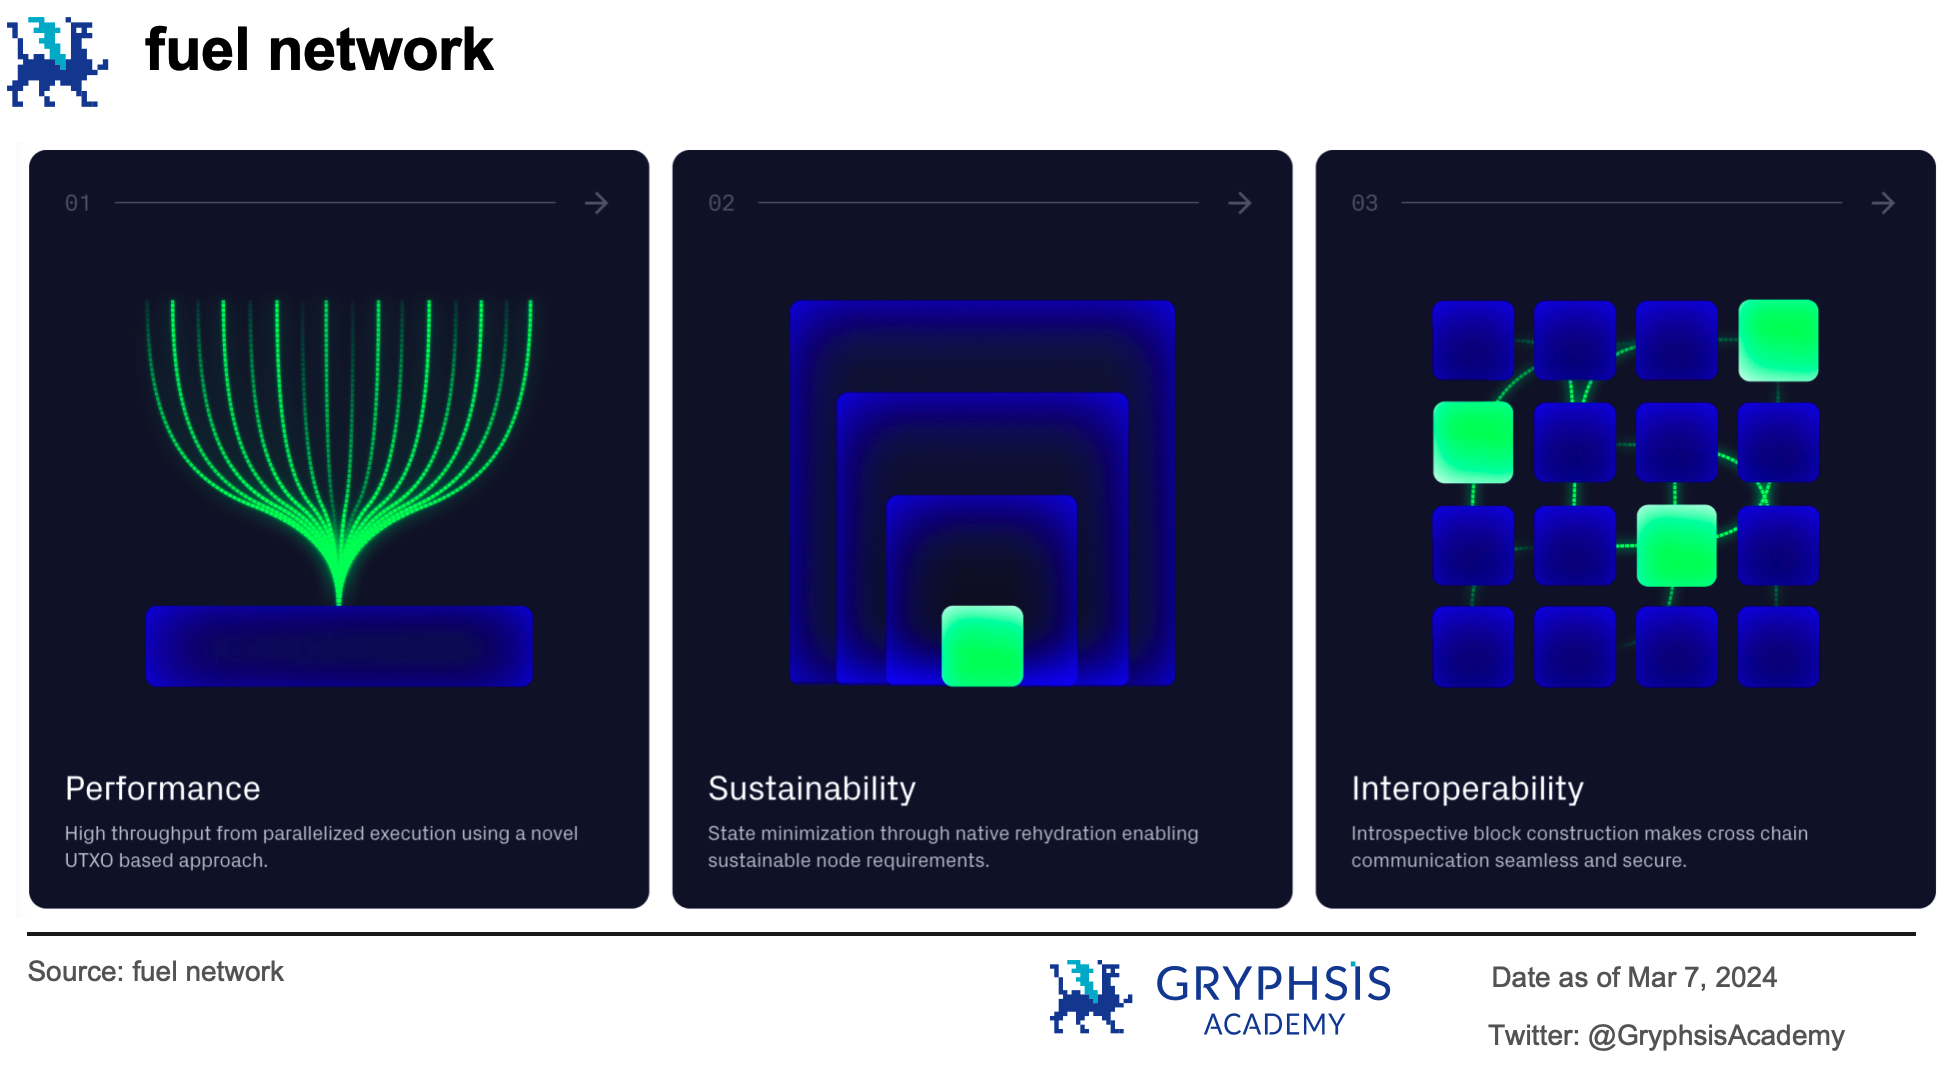 fuel network
01
Performance
High throughput from parallelized execution using a novel
UTXO based approach.
02
Sustainability
State minimization through native rehydration enabling
sustainable node requirements.
03
Interoperability
Introspective block construction makes cross chain
communication seamless and secure.
Source: fuel network
GRYPHSIS
ACADEMY
Date as of Mar 7, 2024
Twitter: @GryphsisAcademy